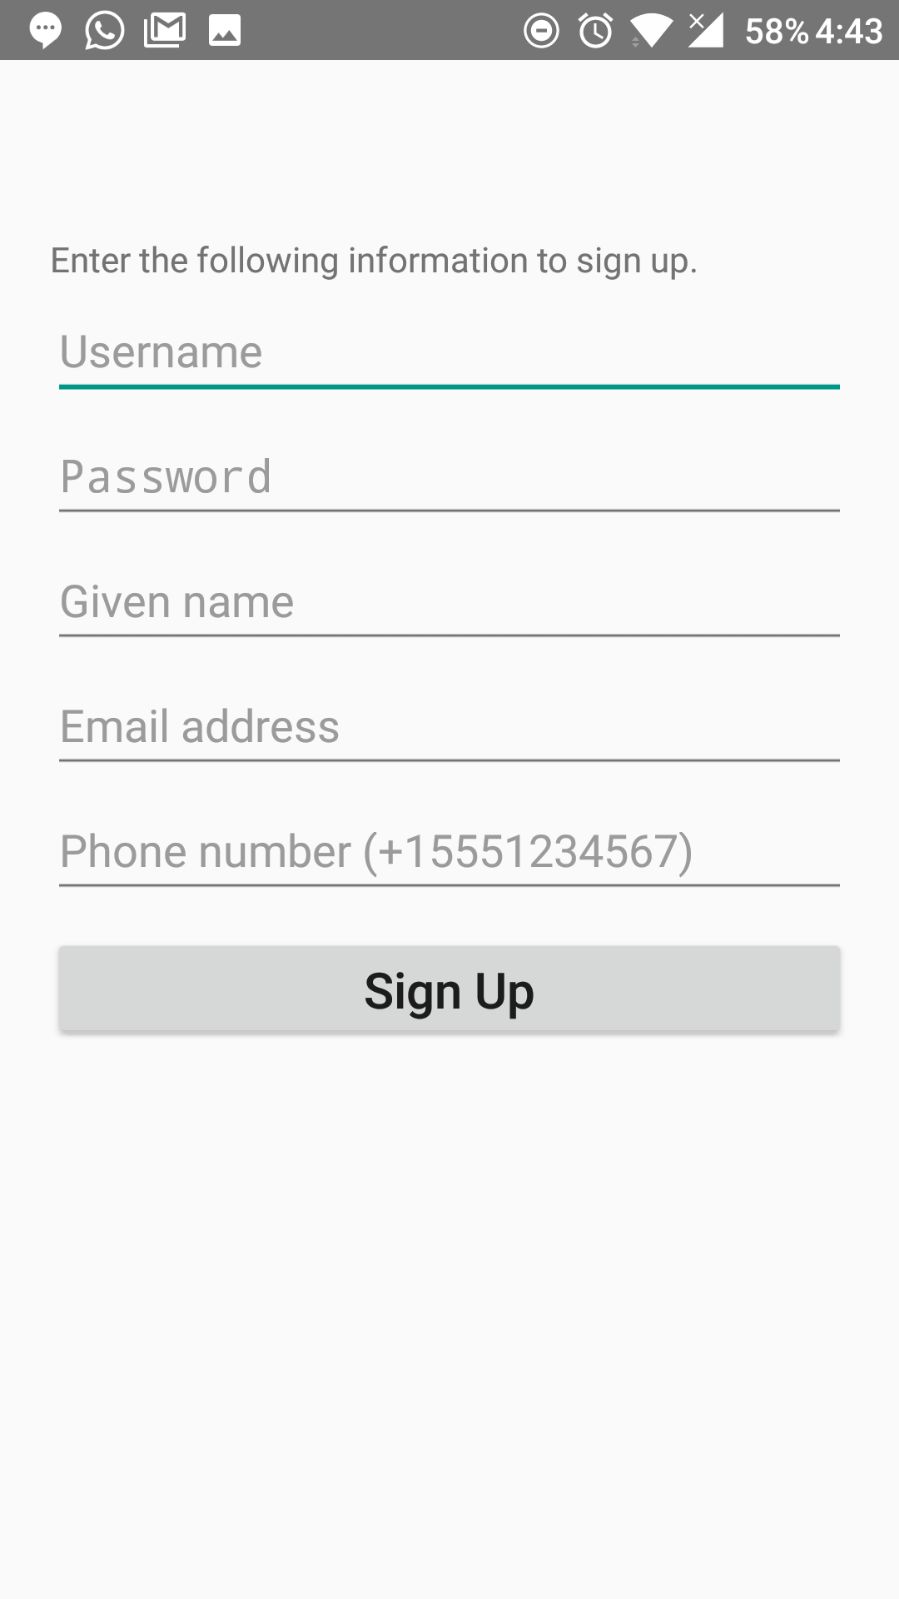 58% 4:43
Enter the following information to sign up.
Username
Password
Given name
Email address
Phone number (+15551234567)
Sign Up